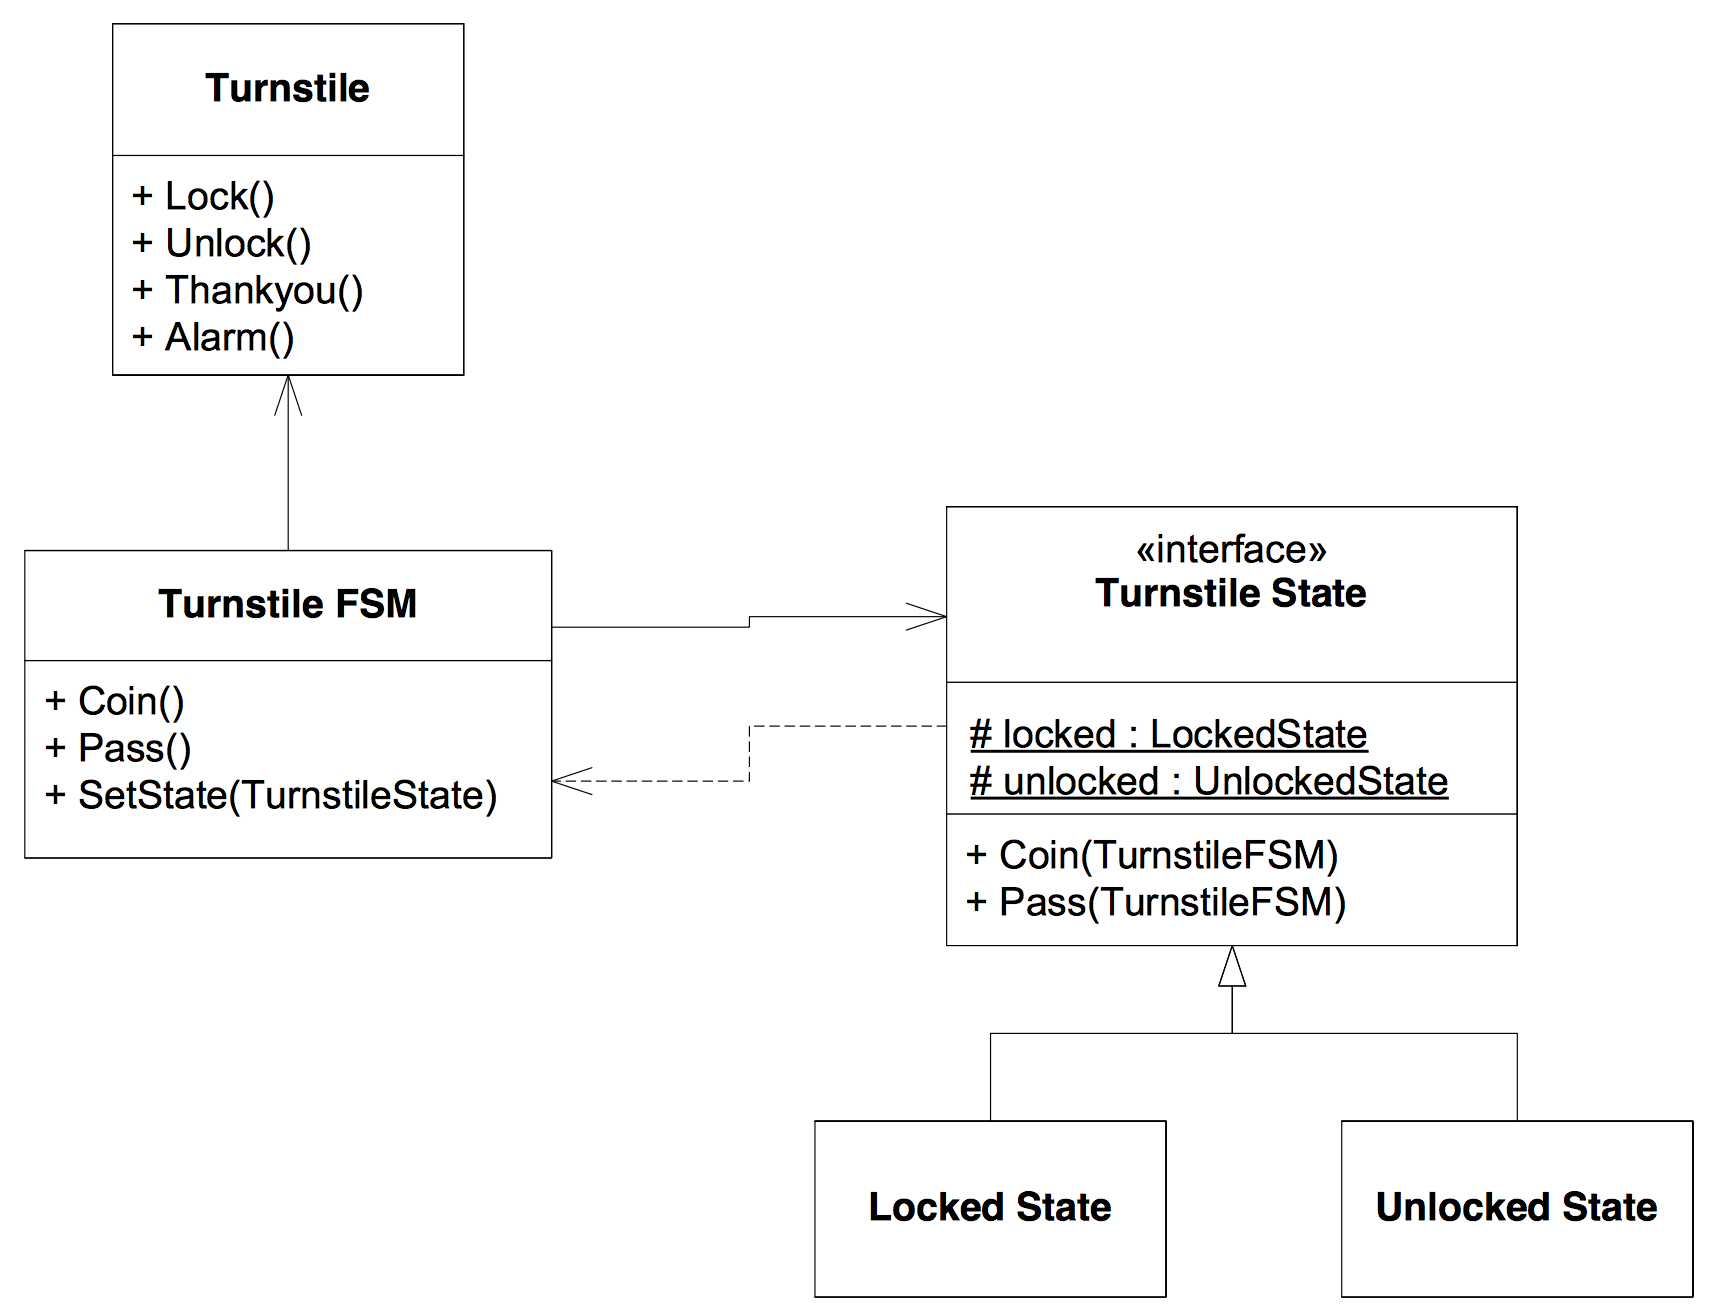 Turnstile
+ Lock()
+ Unlock()
+ Thankyou()
+ Alarm()
Turnstile FSM
+ Coin()
+ Pass()
+ SetState(TurnstileState)
«interface»
Turnstile State
# locked : LockedState
# unlocked : UnlockedState
+ Coin(TurnstileFSM)
+ Pass(TurnstileFSM)
Locked State
Unlocked State